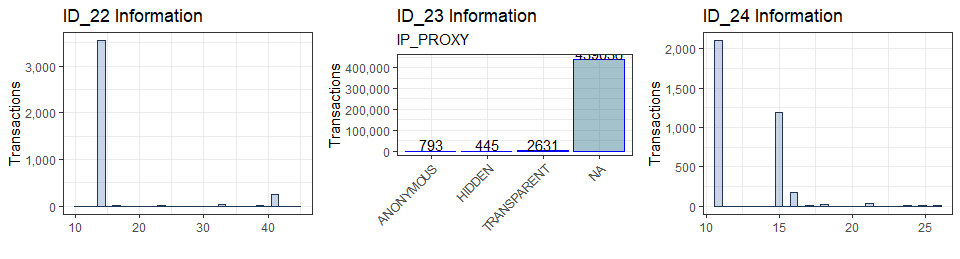 ID_22 Information
Transactions
3,000
2,000
1,000
0
10
20
30
40
ID_23 Information
IP_PROXY
Transactions
400,000
300,000
200,000
100,000
0
793
445
2631
ANONYMOUS
HIDDEN
TRANSPARENT
NA
ID_24 Information
Transactions
2,000
1,500
1,000
500
0
10
15
20
25